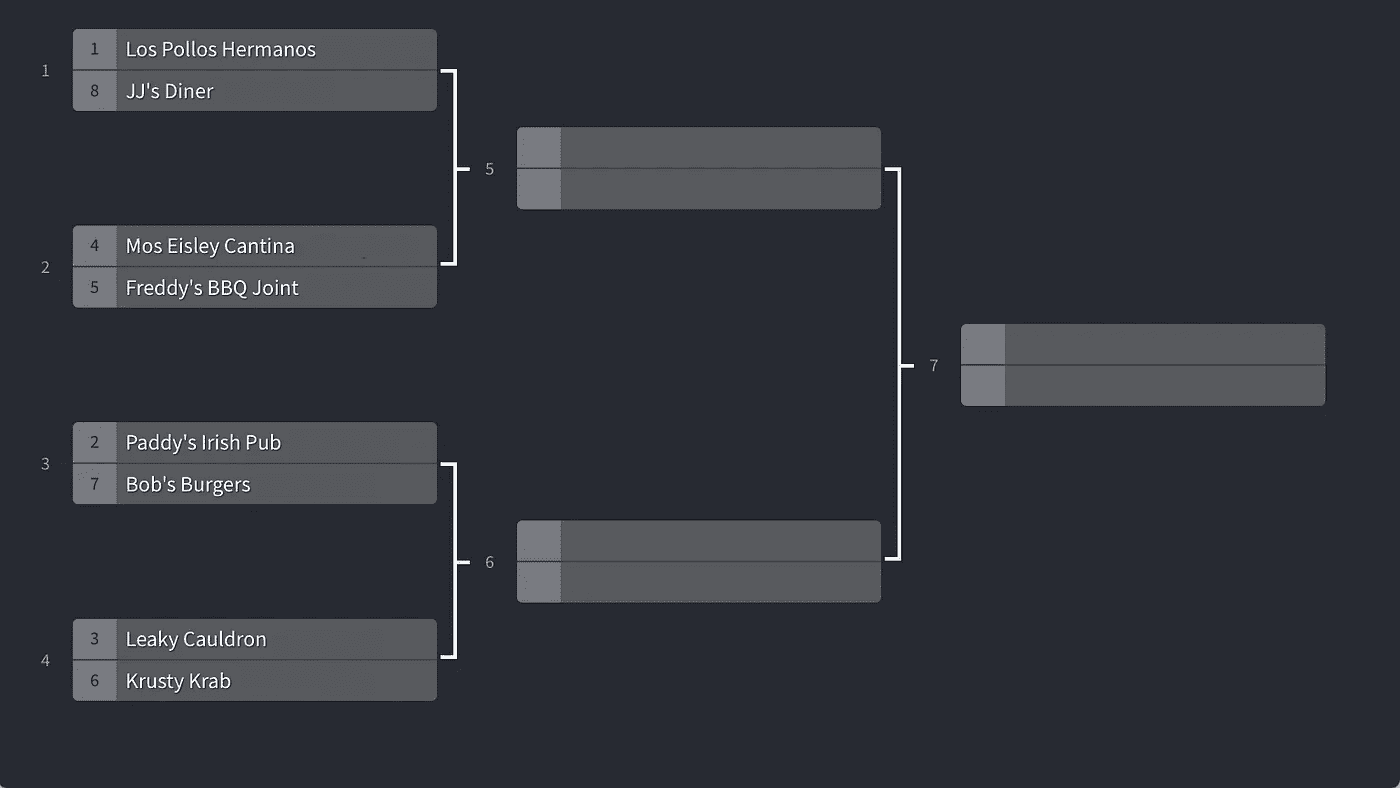 1
1 Los Pollos Hermanos
8 JJ's Diner
2
4 Mos Eisley Cantina
5 Freddy's BBQ Joint
3
2 Paddy's Irish Pub
7 Bob's Burgers
4
3 Leaky Cauldron
6 Krusty Krab
5
6
7